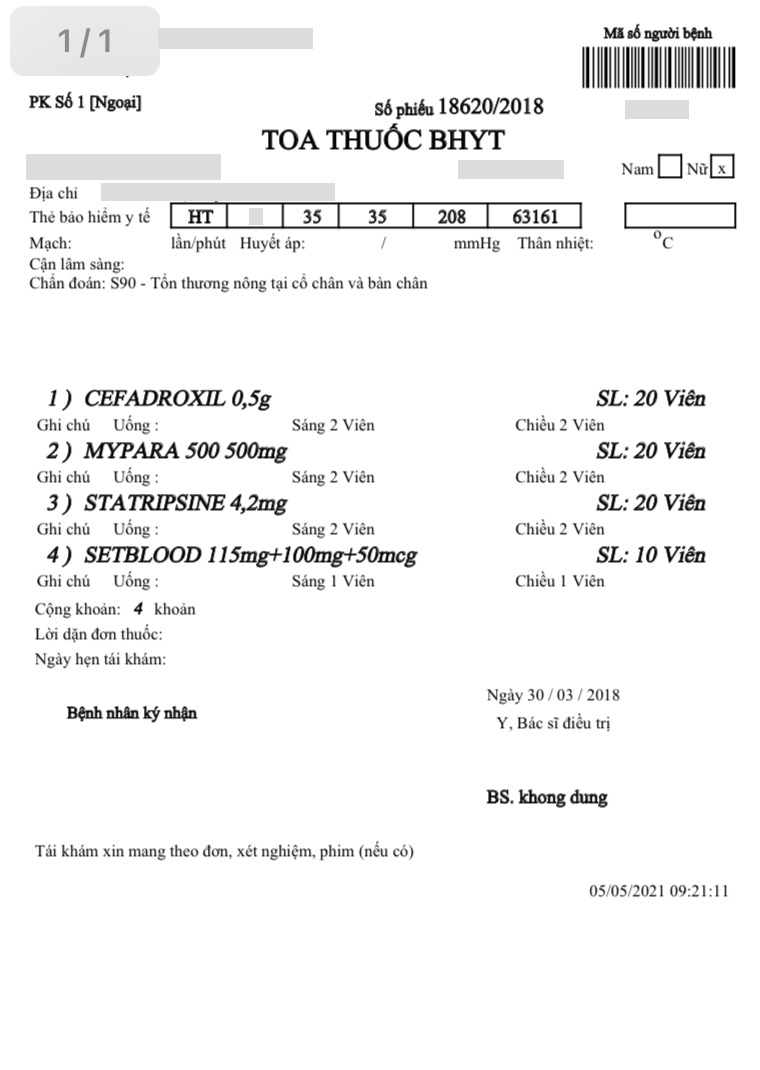 1/1
Mã số người bệnh
PK Số 1 [Ngoại]
Số phiếu 18620/2018
TOA THUỐC BHYT
Nam Nữ x
Địa chỉ
Thẻ bảo hiểm y tế HT 35 35 208 63161
Mạch: lần/phút Huyết áp: / mmHg Thân nhiệt: °C
Cận lâm sàng:
Chẩn đoán: S90 - Tổn thương nông tại cổ chân và bàn chân
1 ) CEFADROXIL 0,5g SL: 20 Viên
Ghi chú Uống : Sáng 2 Viên Chiều 2 Viên
2 ) MYPARA 500 500mg SL: 20 Viên
Ghi chú Uống : Sáng 2 Viên Chiều 2 Viên
3 ) STATRIPSINE 4,2mg SL: 20 Viên
Ghi chú Uống : Sáng 2 Viên Chiều 2 Viên
4 ) SETBLOOD 115mg+100mg+50mcg SL: 10 Viên
Ghi chú Uống : Sáng 1 Viên Chiều 1 Viên
Cộng khoản: 4 khoản
Lời dặn đơn thuốc:
Ngày hẹn tái khám:
Ngày 30 / 03 / 2018
Bệnh nhân ký nhận
Y, Bác sĩ điều trị
BS. khong dung
Tái khám xin mang theo đơn, xét nghiệm, phim (nếu có)
05/05/2021 09:21:11